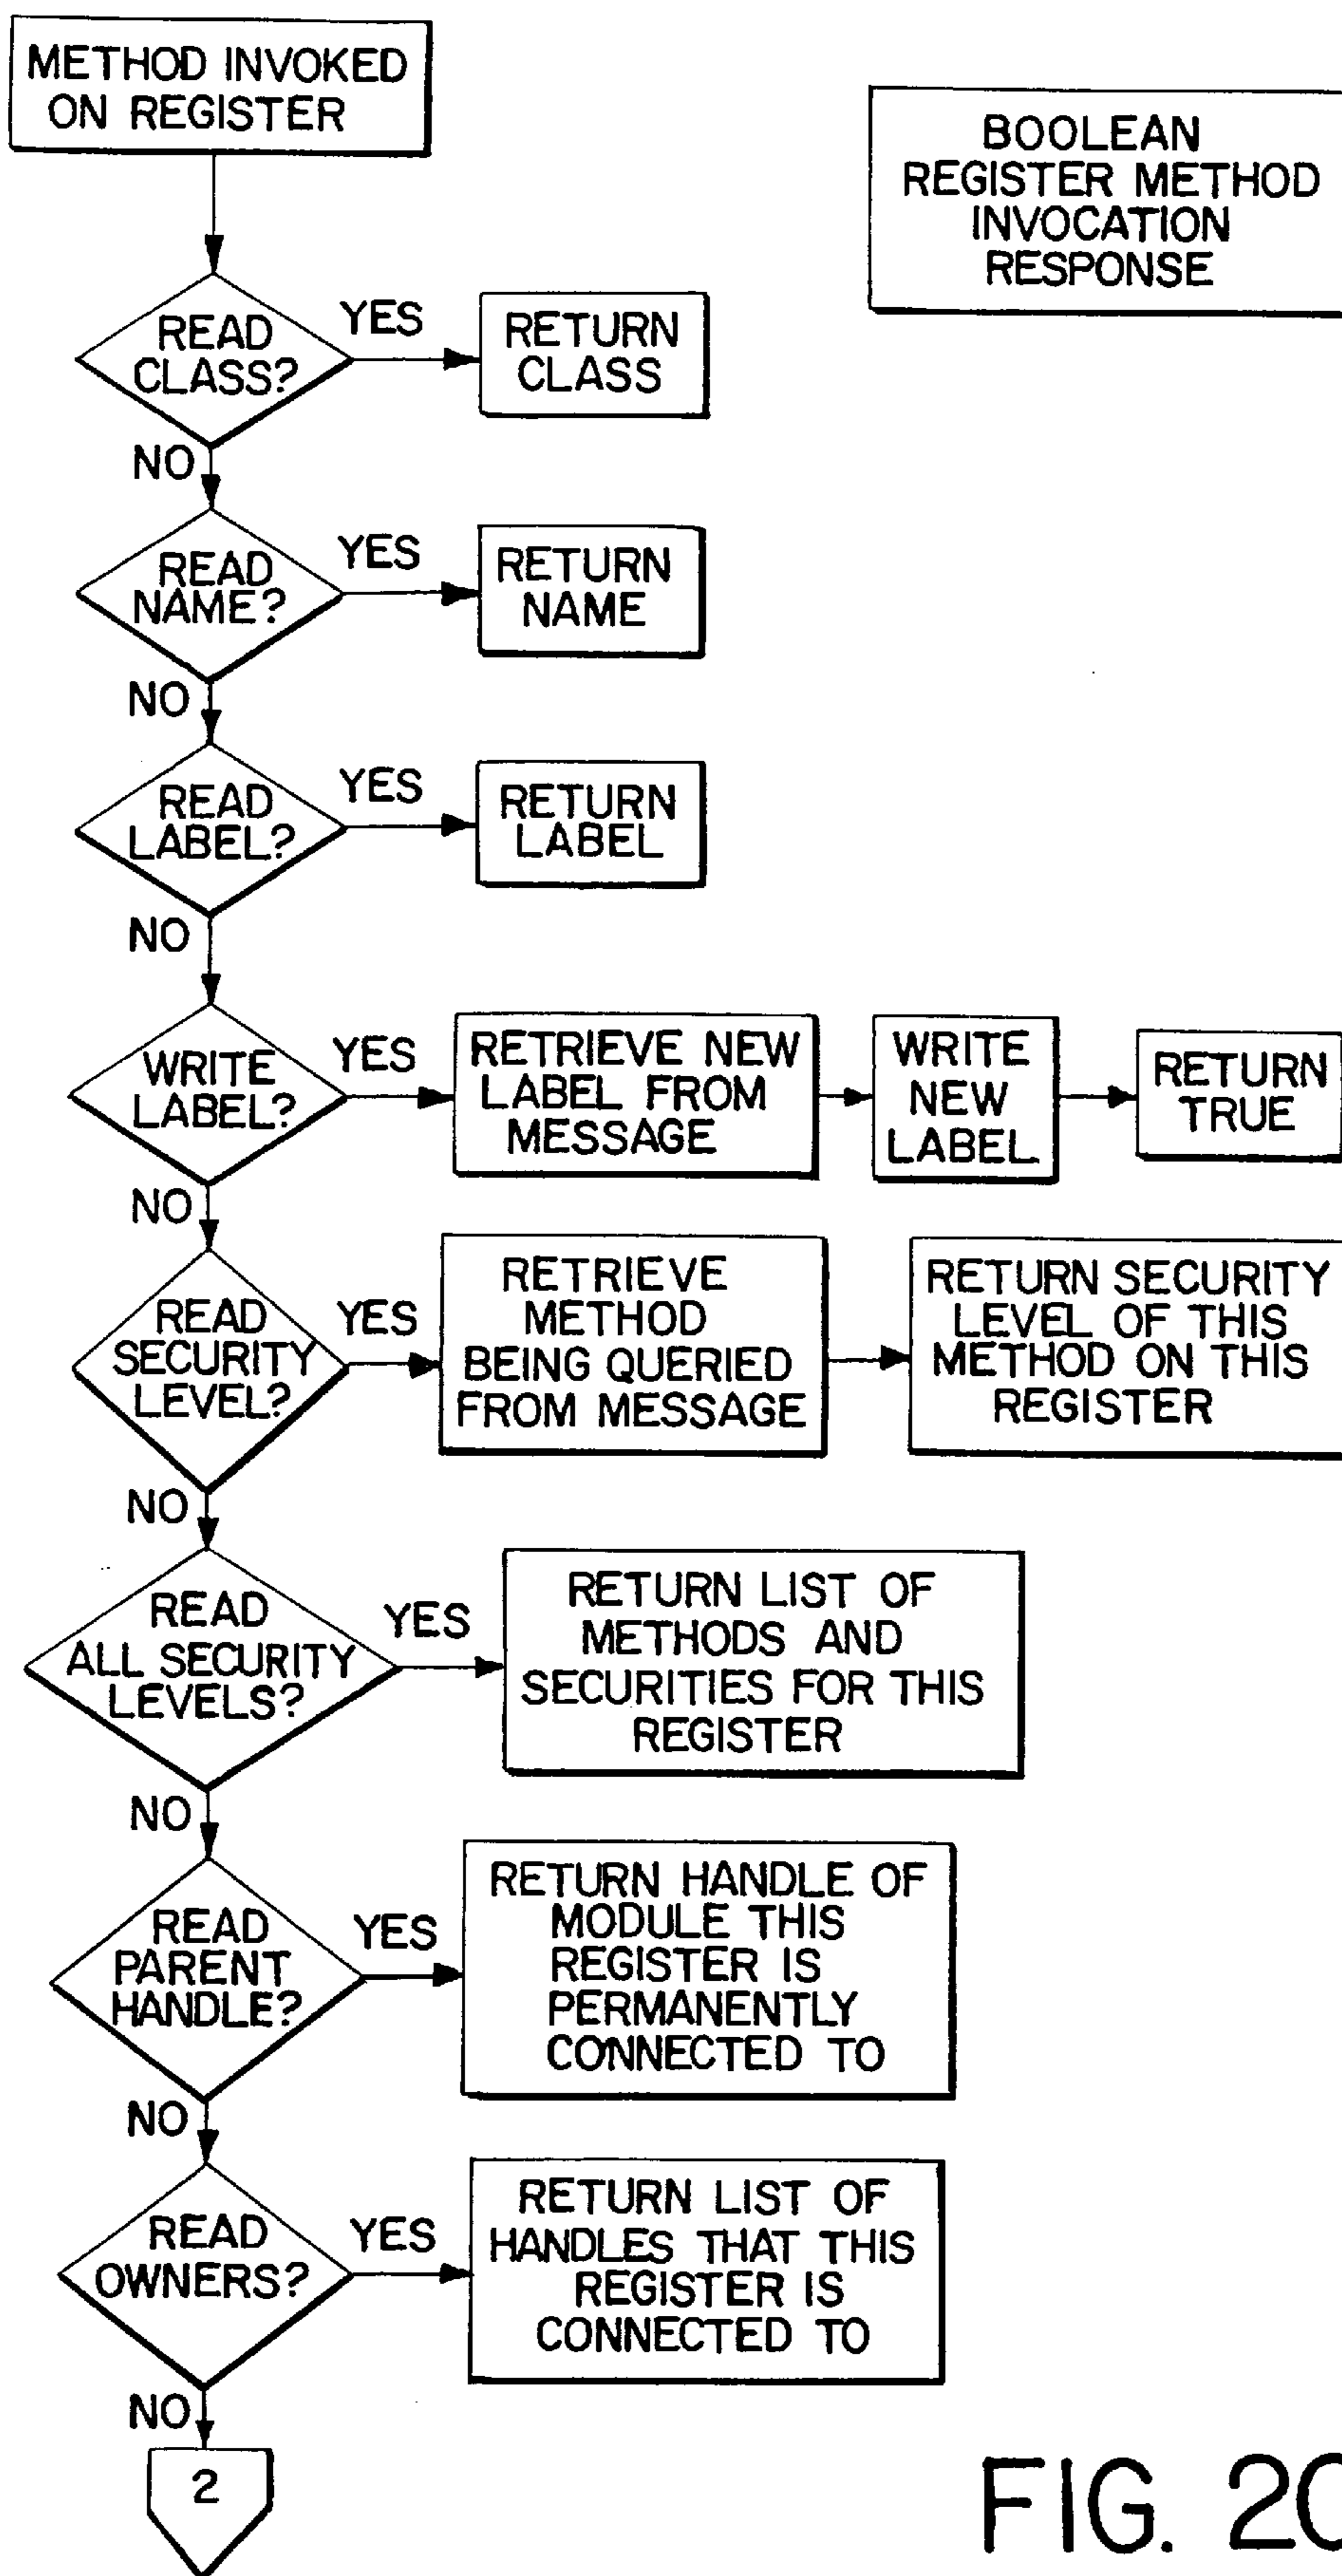 METHOD INVOKED
ON REGISTER
BOOLEAN
REGISTER METHOD
INVOCATION
RESPONSE
READ
CLASS?
YES
RETURN
CLASS
NO
READ
NAME?
YES
RETURN
NAME
NO
READ
LABEL?
YES
RETURN
LABEL
NO
WRITE
LABEL?
YES
RETRIEVE NEW
LABEL FROM
MESSAGE
WRITE
NEW
LABEL
RETURN
TRUE
NO
READ
SECURITY
LEVEL?
YES
RETRIEVE
METHOD
BEING QUERIED
FROM MESSAGE
RETURN SECURITY
LEVEL OF THIS
METHOD ON THIS
REGISTER
NO
READ
ALL SECURITY
LEVELS?
YES
RETURN LIST OF
METHODS AND
SECURITIES FOR THIS
REGISTER
NO
READ
PARENT
HANDLE?
YES
RETURN HANDLE OF
MODULE THIS
REGISTER IS
PERMANENTLY
CONNECTED TO
NO
READ
OWNERS?
YES
RETURN LIST OF
HANDLES THAT THIS
REGISTER IS
CONNECTED TO
NO
2
FIG.